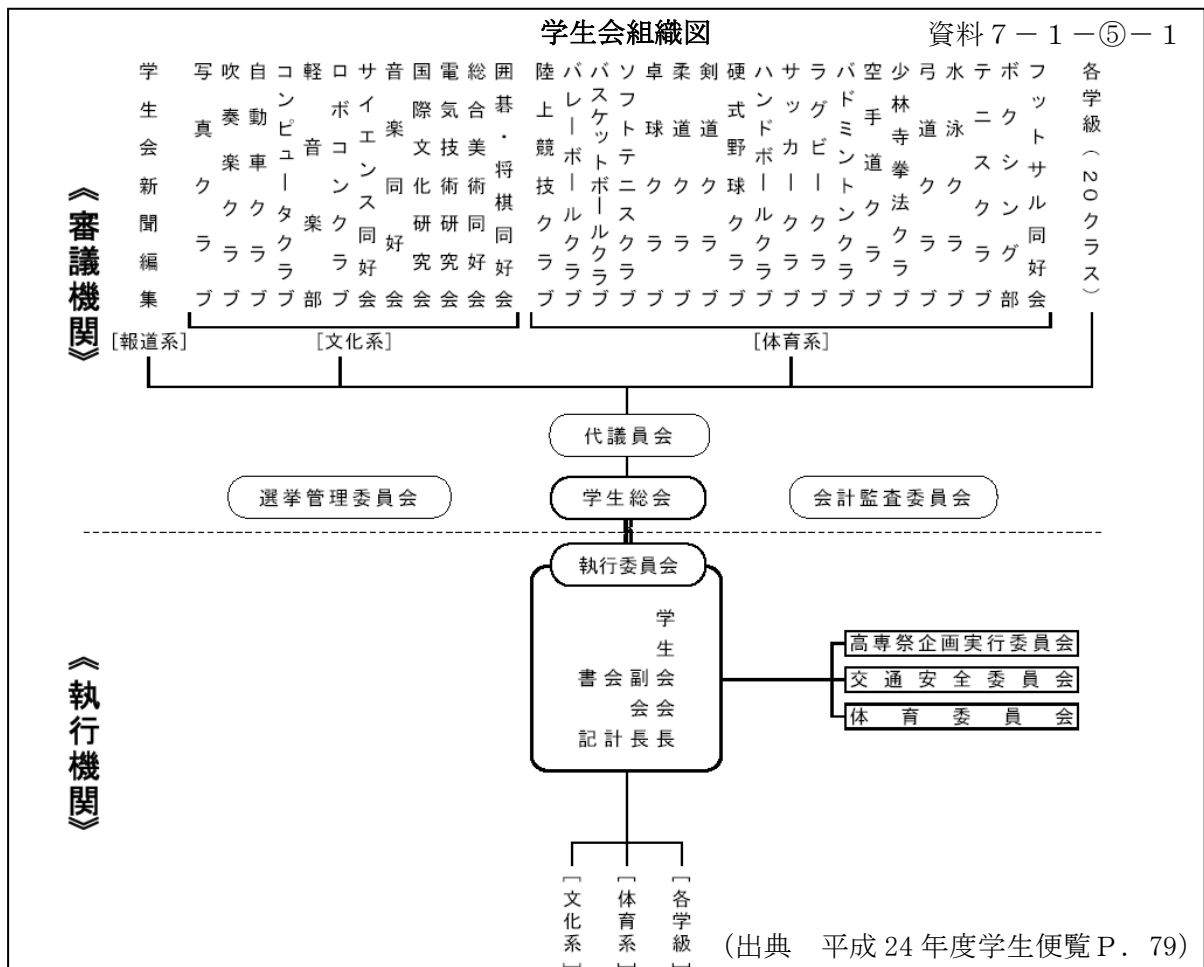 学生会組織図
資料7－1－⑤－1
《審議機関》
学生会新聞編集
写真クラブ
吹奏楽クラブ
自動車クラブ
コンピュータクラブ
軽音楽部
ロボコンクラブ
サイエンス同好会
音楽同好会
国際文化研究会
電気技術研究会
総合美術同好会
囲碁・将棋同好会
陸上競技クラブ
バレーボールクラブ
バスケットボールクラブ
ソフトテニスクラブ
卓球クラブ
柔道クラブ
剣道クラブ
硬式野球クラブ
ハンドボールクラブ
サッカークラブ
ラグビークラブ
バドミントンクラブ
空手道クラブ
少林寺拳法クラブ
弓道クラブ
水泳クラブ
テニスクラブ
ボクシング部
フットサル同好会
各学級（20クラス）
[報道系]
[文化系]
[体育系]
代議員会
選挙管理委員会
学生総会
会計監査委員会
《執行機関》
執行委員会
学生会長
副会長
会計
書記
高専祭企画実行委員会
交通安全委員会
体育委員会
[文化系]
[体育系]
[各学級]
（出典　平成24年度学生便覧P．79）